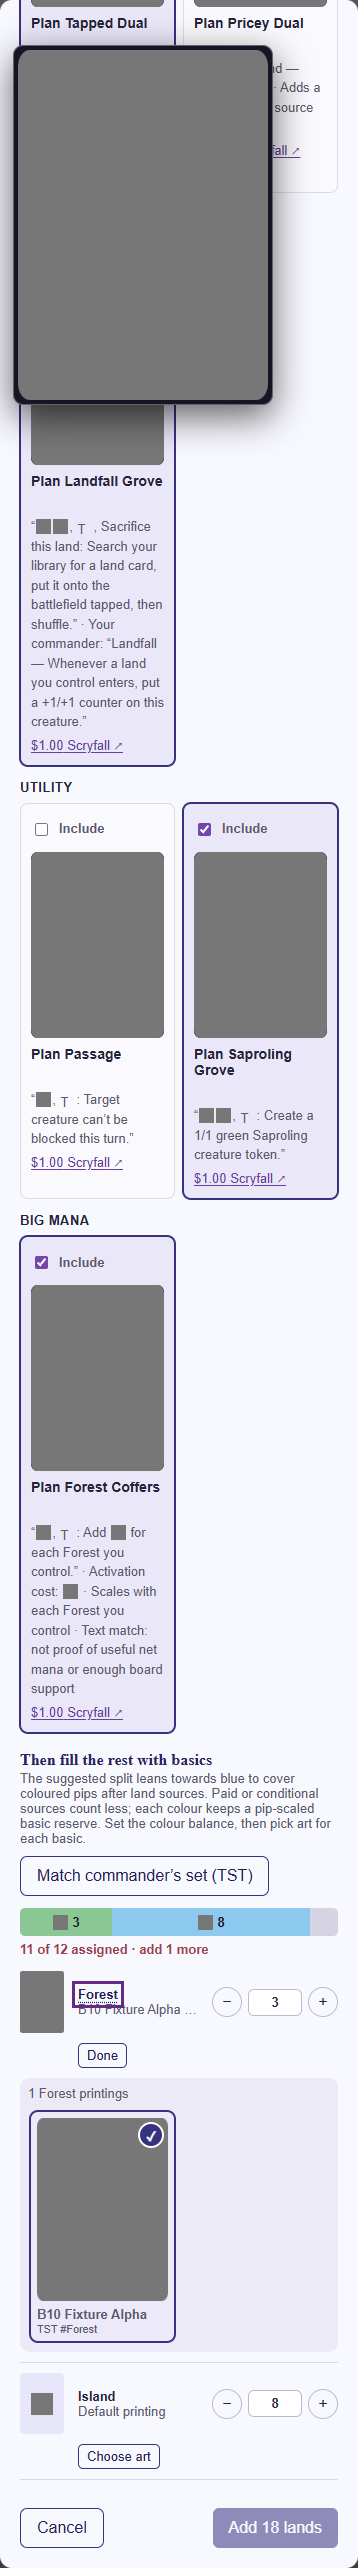 Plan Tapped Dual
Plan Pricey Dual
nd —
· Adds a
source
fall ↗
Plan Landfall Grove
“ , T , Sacrifice
this land: Search your
library for a land card,
put it onto the
battlefield tapped, then
shuffle.” · Your
commander: “Landfall
— Whenever a land
you control enters, put
a +1/+1 counter on this
creature.”
$1.00 Scryfall ↗
UTILITY
Include
Plan Passage
“ , T : Target
creature can’t be
blocked this turn.”
$1.00 Scryfall ↗
Include
Plan Saproling
Grove
“ , T : Create a
1/1 green Saproling
creature token.”
$1.00 Scryfall ↗
BIG MANA
Include
Plan Forest Coffers
“ , T : Add for
each Forest you
control.” · Activation
cost: · Scales with
each Forest you
control · Text match:
not proof of useful net
mana or enough board
support
$1.00 Scryfall ↗
Then fill the rest with basics
The suggested split leans towards blue to cover
coloured pips after land sources. Paid or conditional
sources count less; each colour keeps a pip-scaled
basic reserve. Set the colour balance, then pick art for
each basic.
Match commander’s set (TST)
3
8
11 of 12 assigned · add 1 more
Forest
B10 Fixture Alpha ...
− 3 +
Done
1 Forest printings
B10 Fixture Alpha
TST #Forest
Island
Default printing
− 8 +
Choose art
Cancel
Add 18 lands